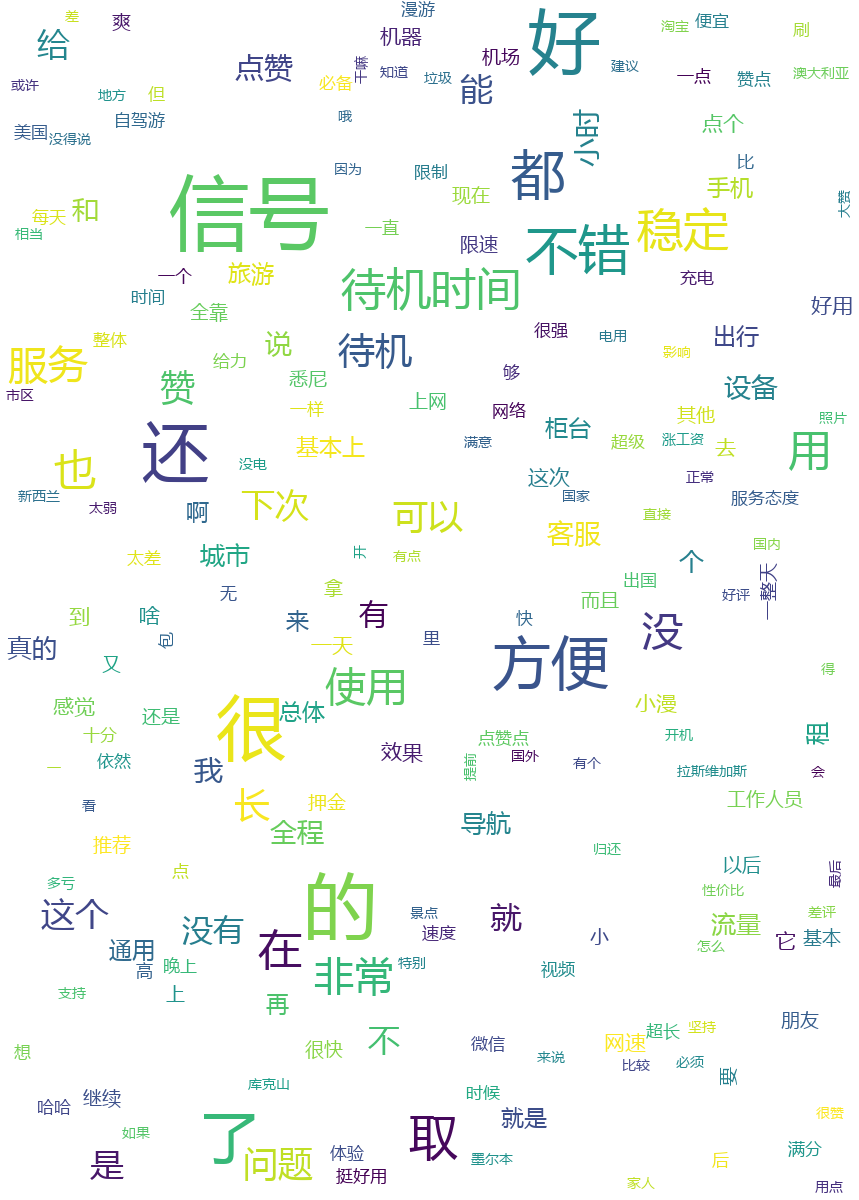 差
爽
漫游
给
机器
好
淘宝
便宜
刷
点赞
干嘛
知道
垃圾
机场
建议
一点
赞点
澳大利亚
或许
地方
但
必备
能
美国
没得说
自驾游
哦
小时
点个
因为
限制
都
比
手机
大赞
每天
和
信号
现在
相当
一直
限速
不错
稳定
一个
旅游
待机时间
充电
时间
全靠
好用
整体
说
待机
很强
电用
出行
服务
给力
影响
市区
赞
悉尼
够
设备
一样
上网
网络
其他
照片
还
基本上
满意
柜台
超级
涨工资
去
用
也
没电
这次
正常
新西兰
太弱
啊
下次
可以
国家
服务态度
直接
客服
太差
城市
开
有点
个
国内
无
拿
出国
一整天
好评
到
啥
来
有
而且
真的
包
一天
里
快
方便
没
又
使用
得
感觉
还是
很
总体
小漫
十分
依然
效果
点赞点
开机
租
一
我
提前
国外
有个
拉斯维加斯
会
看
长
押金
工作人员
推荐
全程
导航
归还
点
以后
最后
多亏
的
性价比
这个
没有
景点
就
流量
差评
通用
在
速度
小
怎么
它
基本
高
晚上
非常
特别
视频
支持
上
再
想
很快
不
微信
网速
超长
坚持
朋友
来说
比较
必须
库克山
要
哈哈
继续
时候
如果
了
取
就是
很赞
是
问题
体验
挺好用
墨尔本
后
满分
家人
用点